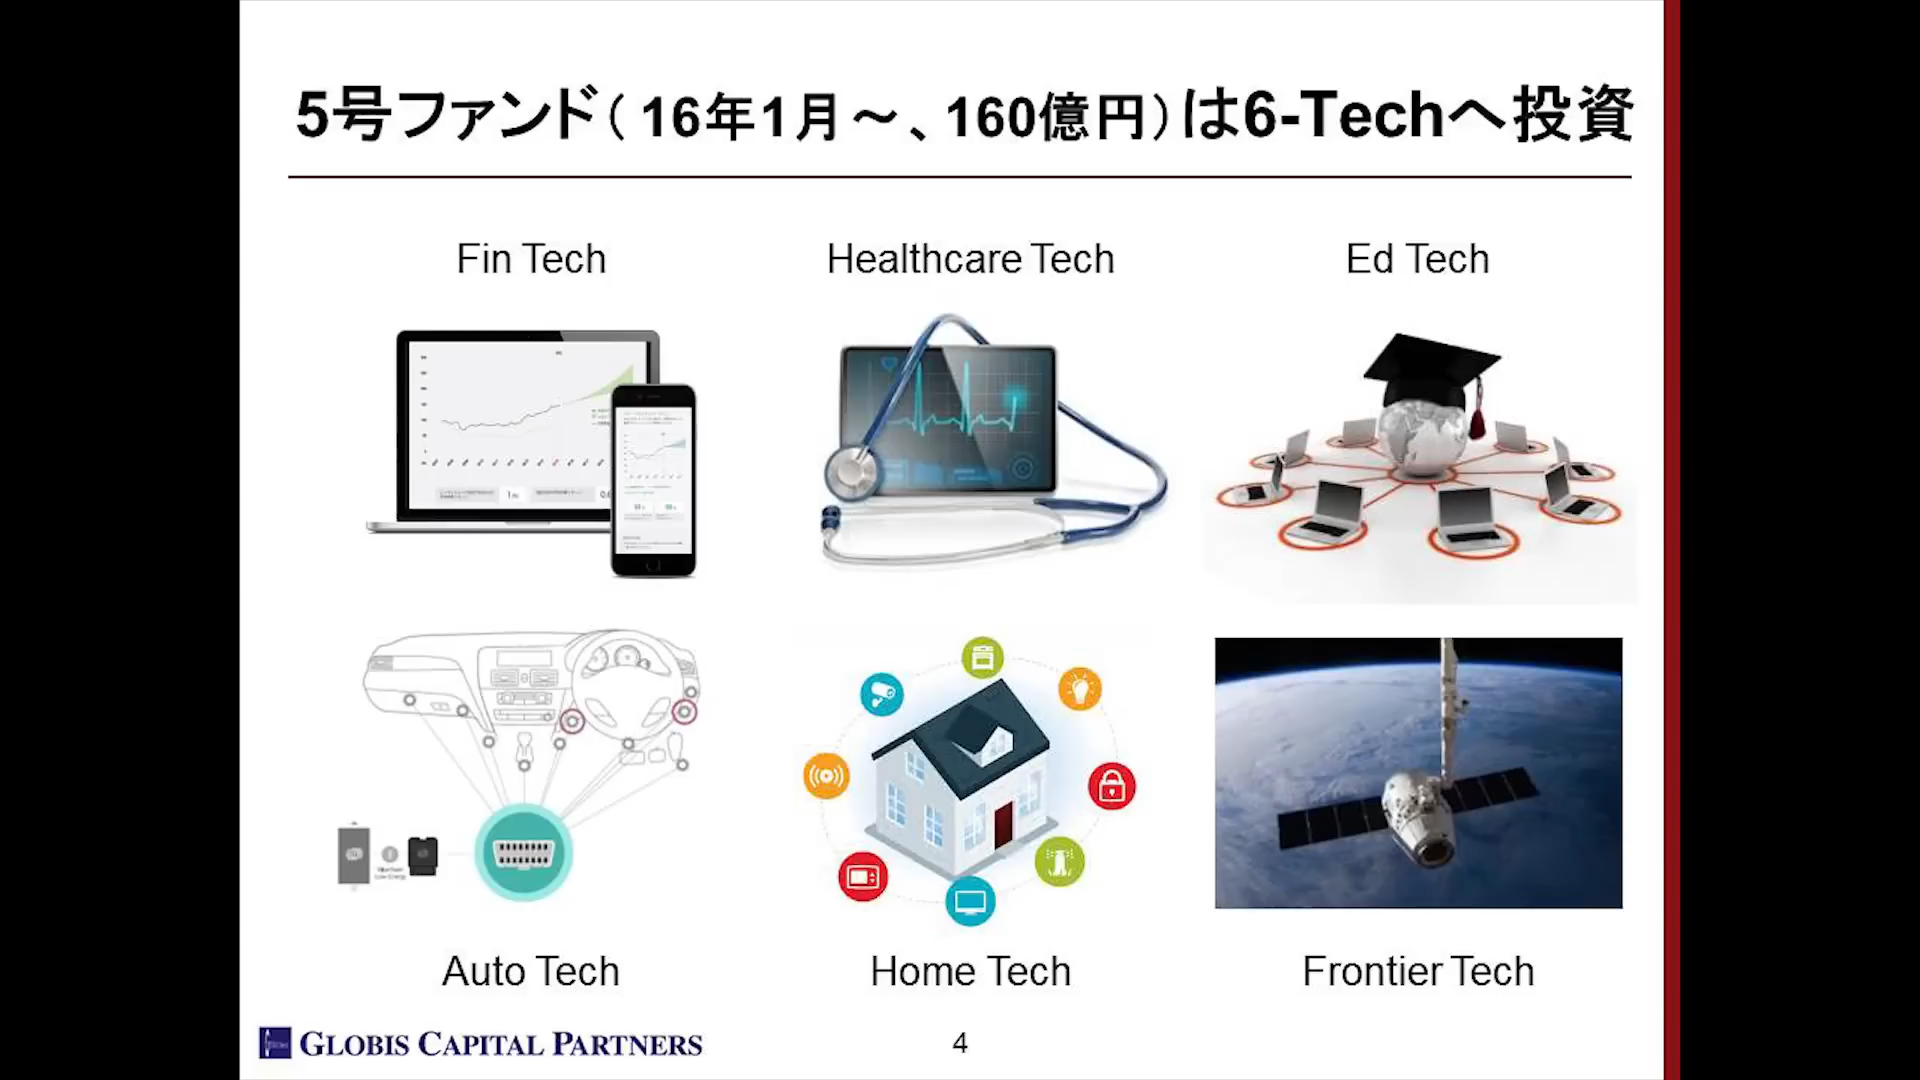 5号ファンド（16年1月～、160億円）は6-Techへ投資
Fin Tech
Healthcare Tech
Ed Tech
Auto Tech
Home Tech
Frontier Tech
GLOBIS CAPITAL PARTNERS
4